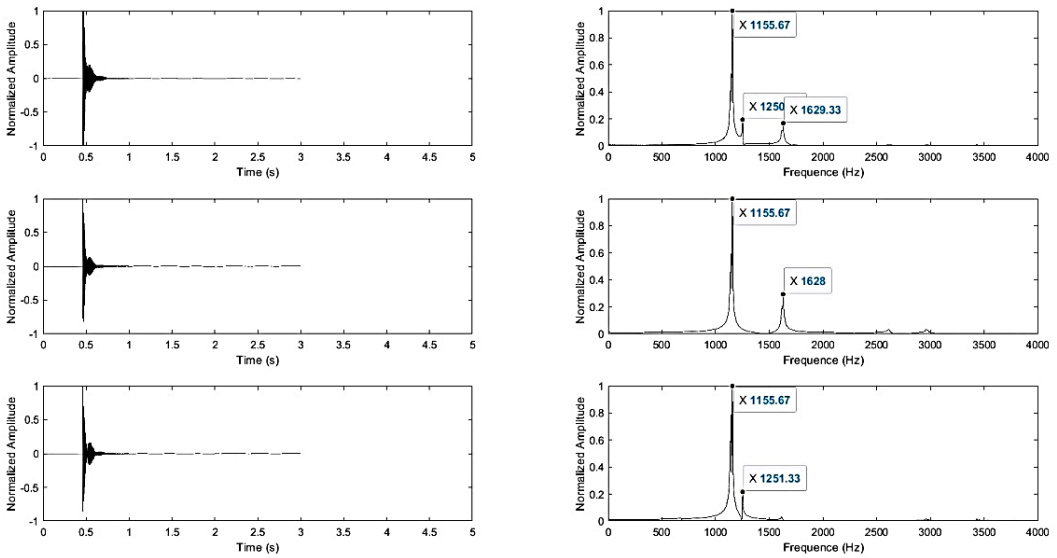 Normalized Amplitude
1
0.5
0
-0.5
-1
0 0.5 1 1.5 2 2.5 3 3.5 4 4.5 5
Time (s)
Normalized Amplitude
1
0.8
0.6
0.4
0.2
0
X 1155.67
X 1250
X 1629.33
0 500 1000 1500 2000 2500 3000 3500 4000
Frequence (Hz)
Normalized Amplitude
1
0.5
0
-0.5
-1
0 0.5 1 1.5 2 2.5 3 3.5 4 4.5 5
Time (s)
Normalized Amplitude
1
0.8
0.6
0.4
0.2
0
X 1155.67
X 1628
0 500 1000 1500 2000 2500 3000 3500 4000
Frequence (Hz)
Normalized Amplitude
1
0.5
0
-0.5
-1
0 0.5 1 1.5 2 2.5 3 3.5 4 4.5 5
Time (s)
Normalized Amplitude
1
0.8
0.6
0.4
0.2
0
X 1155.67
X 1251.33
0 500 1000 1500 2000 2500 3000 3500 4000
Frequence (Hz)